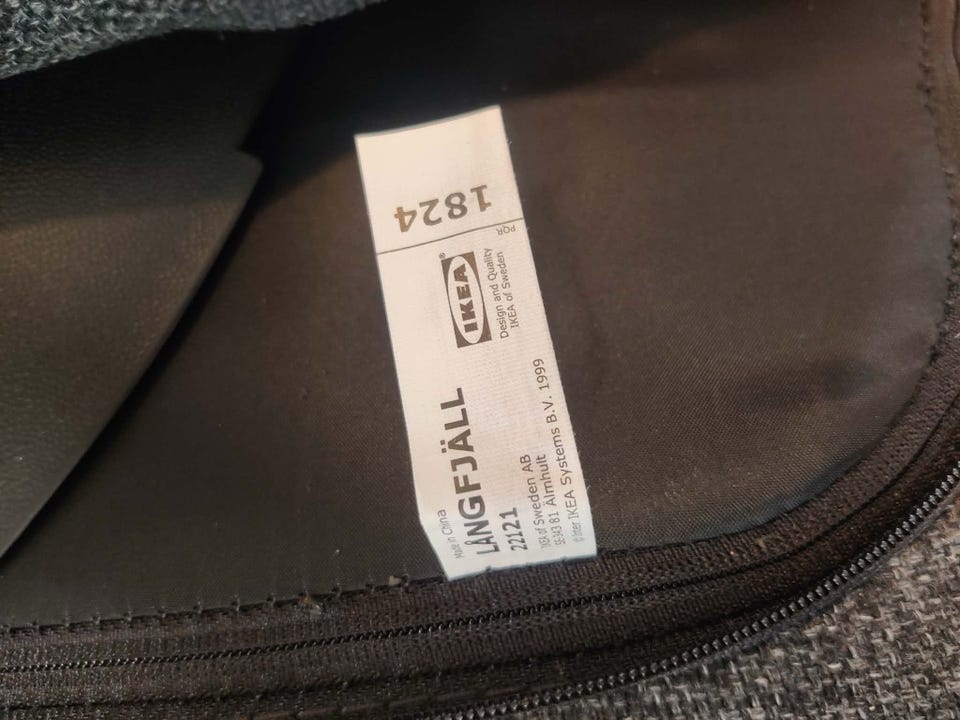 1824
PQR
IKEA®
Design and Quality
IKEA of Sweden
Made in China
LÅNGFJÄLL
22121
IKEA of Sweden AB
SE-343 81 Älmhult
© Inter IKEA Systems B.V. 1999